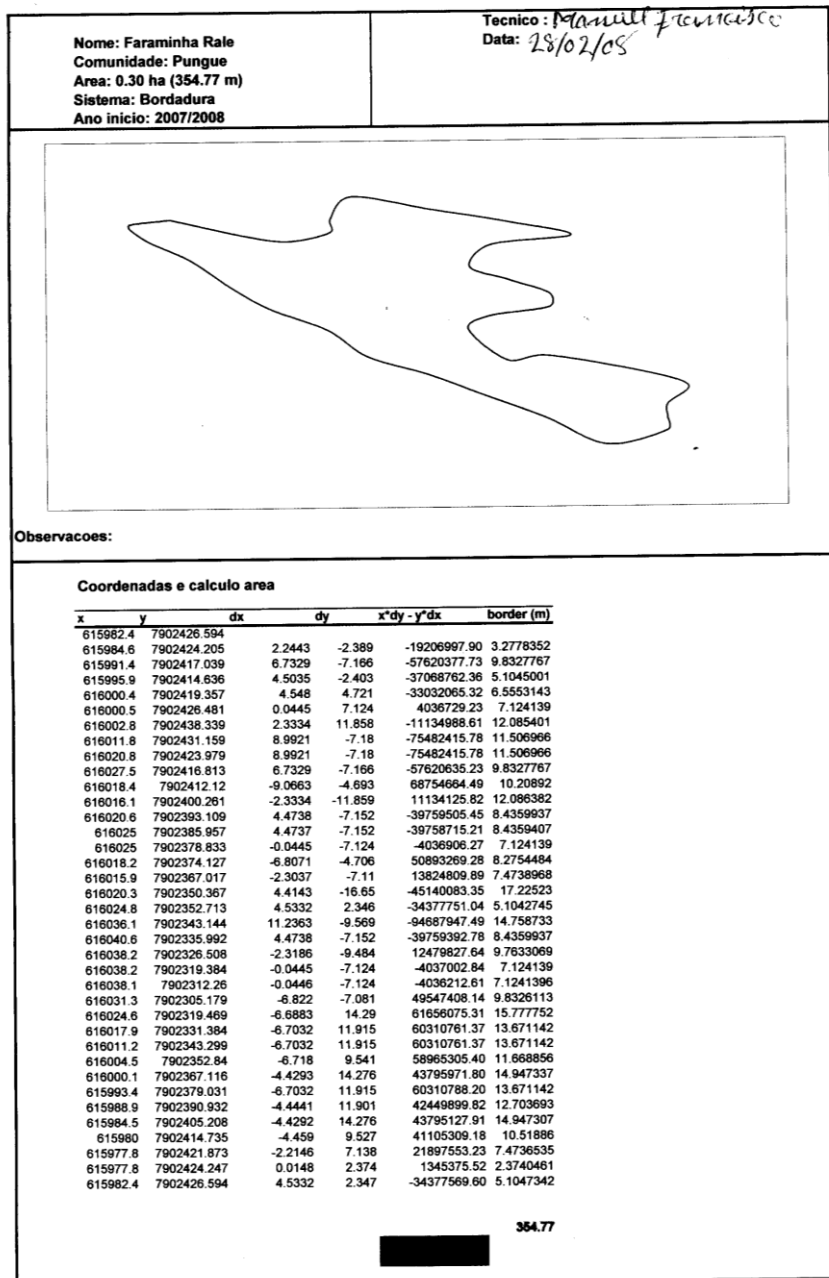 Nome: Faraminha Rale
Comunidade: Pungue
Area: 0.30 ha (354.77 m)
Sistema: Bordadura
Ano inicio: 2007/2008
Tecnico : Manuell Francisco
Data: 28/02/08
Observacoes:
Coordenadas e calculo area
x y dx dy x*dy - y*dx border (m)
615982.4 7902426.594
615984.6 7902424.205 2.2443 -2.389 -19206997.90 3.2778352
615991.4 7902417.039 6.7329 -7.166 -57620377.73 9.8327767
615995.9 7902414.636 4.5035 -2.403 -37068762.36 5.1045001
616000.4 7902419.357 4.548 4.721 -33032065.32 6.5553143
616000.5 7902426.481 0.0445 7.124 4036729.23 7.124139
616002.8 7902438.339 2.3334 11.858 -11134988.61 12.085401
616011.8 7902431.159 8.9921 -7.18 -75482415.78 11.506966
616020.8 7902423.979 8.9921 -7.18 -75482415.78 11.506966
616027.5 7902416.813 6.7329 -7.166 -57620635.23 9.8327767
616018.4 7902412.12 -9.0663 -4.693 68754664.49 10.20892
616016.1 7902400.261 -2.3334 -11.859 11134125.82 12.086382
616020.6 7902393.109 4.4738 -7.152 -39759505.45 8.4359937
616025 7902385.957 4.4737 -7.152 -39758715.21 8.4359407
616025 7902378.833 -0.0445 -7.124 -4036906.27 7.124139
616018.2 7902374.127 -6.8071 -4.706 50893269.28 8.2754484
616015.9 7902367.017 -2.3037 -7.11 13824809.89 7.4738968
616020.3 7902350.367 4.4143 -16.65 -45140083.35 17.22523
616024.8 7902352.713 4.5332 2.346 -34377751.04 5.1042745
616036.1 7902343.144 11.2363 -9.569 -94687947.49 14.758733
616040.6 7902335.992 4.4738 -7.152 -39759392.78 8.4359937
616038.2 7902326.508 -2.3186 -9.484 12479827.64 9.7633069
616038.2 7902319.384 -0.0445 -7.124 -4037002.84 7.124139
616038.1 7902312.26 -0.0446 -7.124 -4036212.61 7.1241396
616031.3 7902305.179 -6.822 -7.081 49547408.14 9.8326113
616024.6 7902319.469 -6.6883 14.29 61656075.31 15.777752
616017.9 7902331.384 -6.7032 11.915 60310761.37 13.671142
616011.2 7902343.299 -6.7032 11.915 60310761.37 13.671142
616004.5 7902352.84 -6.718 9.541 58965305.40 11.668856
616000.1 7902367.116 -4.4293 14.276 43795971.80 14.947337
615993.4 7902379.031 -6.7032 11.915 60310788.20 13.671142
615988.9 7902390.932 -4.4441 11.901 42449899.82 12.703693
615984.5 7902405.208 -4.4292 14.276 43795127.91 14.947307
615980 7902414.735 -4.459 9.527 41105309.18 10.51886
615977.8 7902421.873 -2.2146 7.138 21897553.23 7.4736535
615977.8 7902424.247 0.0148 2.374 1345375.52 2.3740461
615982.4 7902426.594 4.5332 2.347 -34377569.60 5.1047342
354.77